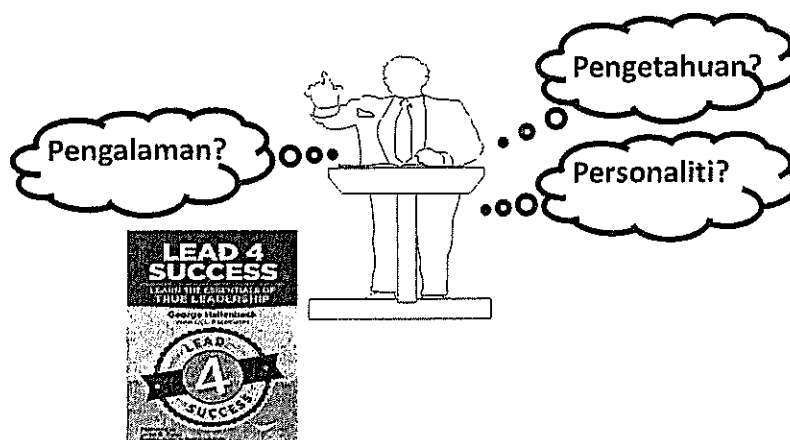 Pengetahuan?
Pengalaman?
Personaliti?
LEAD 4
SUCCESS
LEARN THE ESSENTIALS OF
TRUE LEADERSHIP
George Hallenbeck
LEAD
4
SUCCESS